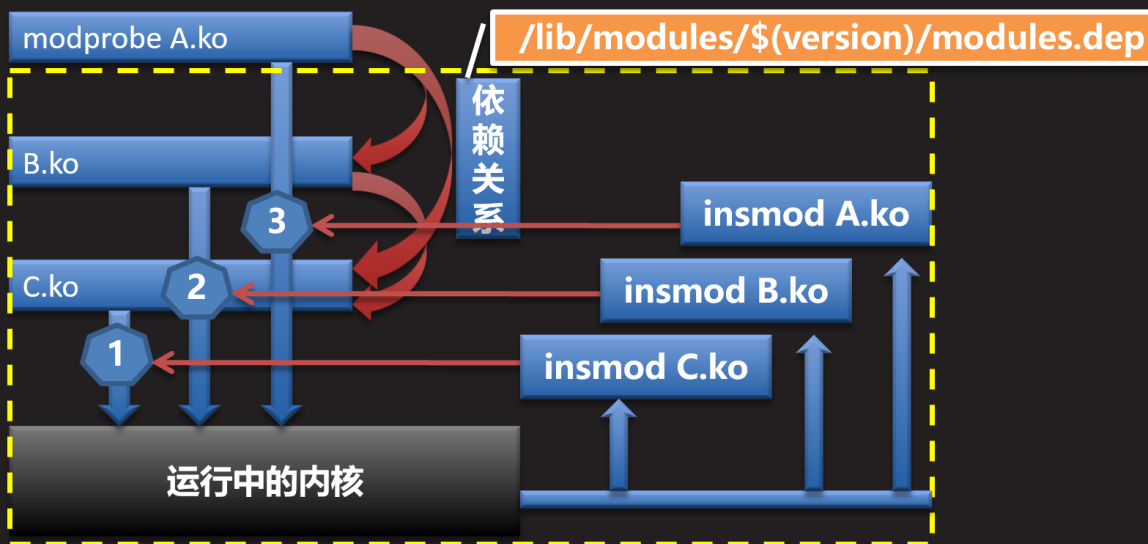 modprobe A.ko
/lib/modules/$(version)/modules.dep
依赖关系
B.ko
insmod A.ko
3
C.ko
2
insmod B.ko
1
insmod C.ko
运行中的内核